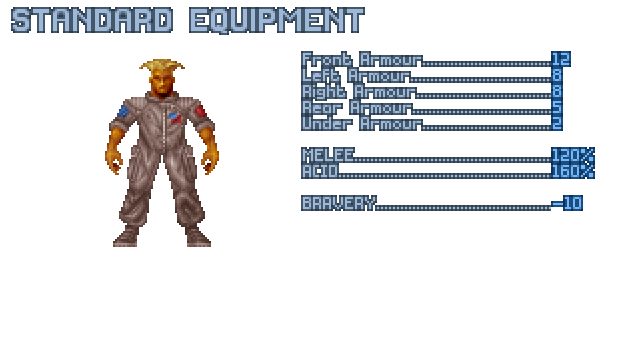 STANDARD EQUIPMENT
Front Armour 12
Left Armour 8
Right Armour 8
Rear Armour 5
Under Armour 2
MELEE 120%
ACID 160%
BRAVERY -10